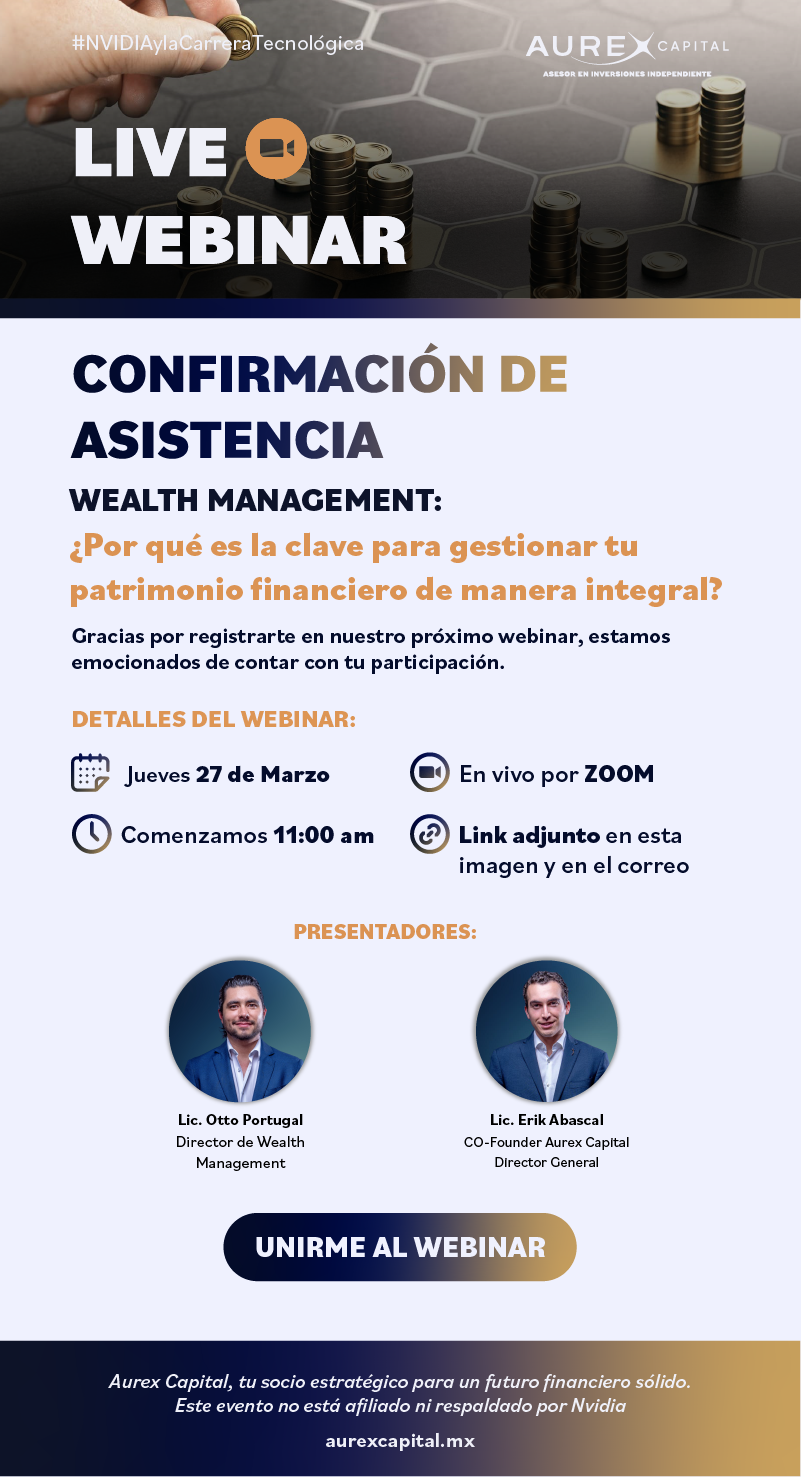 #NVIDIAylaCarreraTecnológica
AUREX CAPITAL
ASESOR EN INVERSIONES INDEPENDIENTE
LIVE
WEBINAR
CONFIRMACIÓN DE
ASISTENCIA
WEALTH MANAGEMENT:
¿Por qué es la clave para gestionar tu
patrimonio financiero de manera integral?
Gracias por registrarte en nuestro próximo webinar, estamos
emocionados de contar con tu participación.
DETALLES DEL WEBINAR:
Jueves 27 de Marzo
En vivo por ZOOM
Comenzamos 11:00 am
Link adjunto en esta
imagen y en el correo
PRESENTADORES:
Lic. Otto Portugal
Director de Wealth
Management
Lic. Erik Abascal
CO-Founder Aurex Capital
Director General
UNIRME AL WEBINAR
Aurex Capital, tu socio estratégico para un futuro financiero sólido.
Este evento no está afiliado ni respaldado por Nvidia
aurexcapital.mx